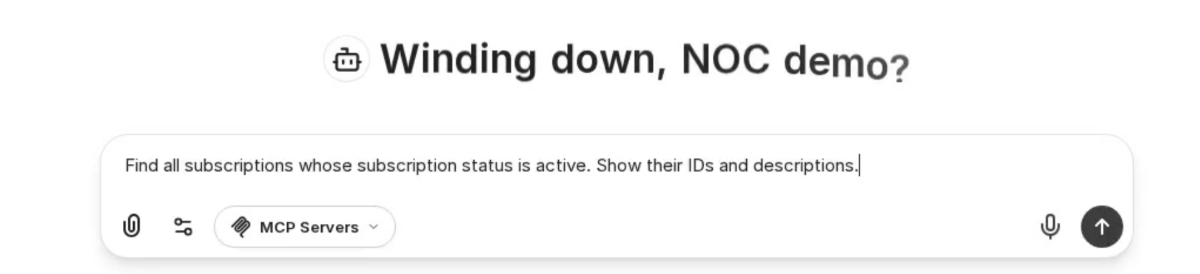 Winding down, NOC demo?
Find all subscriptions whose subscription status is active. Show their IDs and descriptions.
MCP Servers